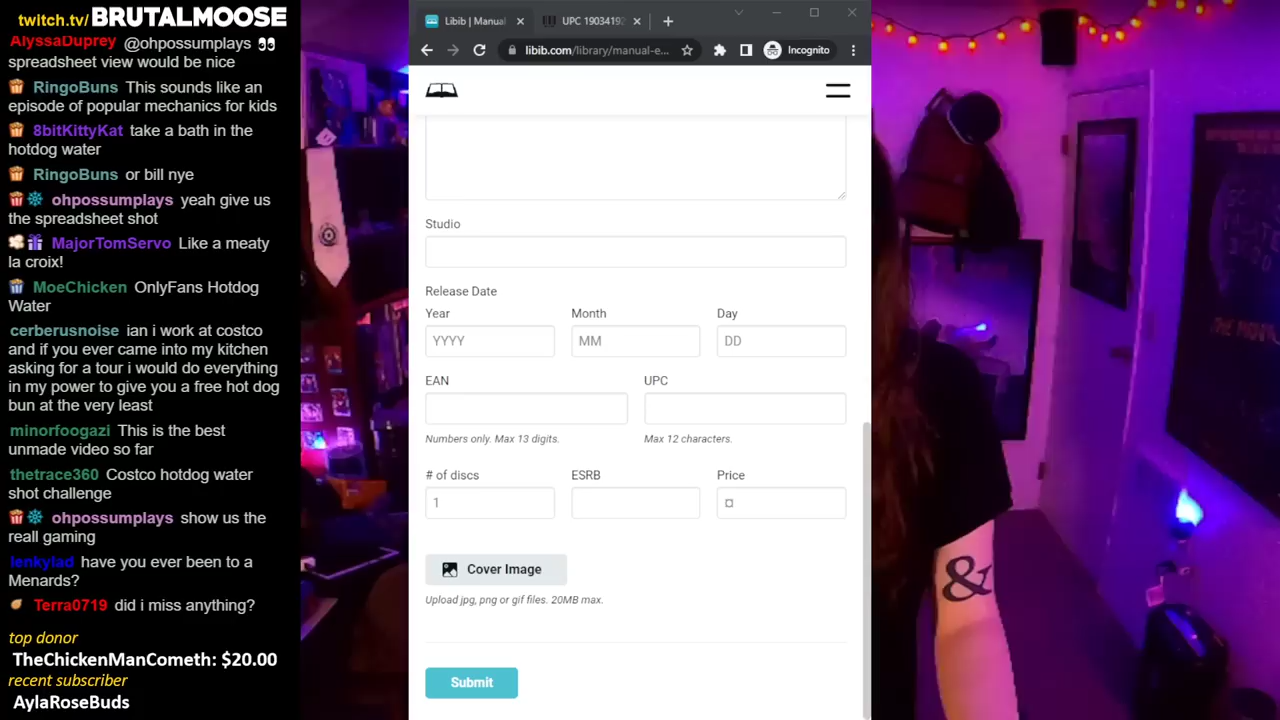 twitch.tv/BRUTALMOOSE
AlyssaDuprey @ohpossumplays 👀
spreadsheet view would be nice
RingoBuns This sounds like an
episode of popular mechanics for kids
8bitKittyKat take a bath in the
hotdog water
RingoBuns or bill nye
ohpossumplays yeah give us
the spreadsheet shot
MajorTomServo Like a meaty
la croix!
MoeChicken OnlyFans Hotdog
Water
cerberusnoise ian i work at costco
and if you ever came into my kitchen
asking for a tour i would do everything
in my power to give you a free hot dog
bun at the very least
minorfoogazi This is the best
unmade video so far
thetrace360 Costco hotdog water
shot challenge
ohpossumplays show us the
reall gaming
lenkylad have you ever been to a
Menards?
Terra0719 did i miss anything?
top donor
TheChickenManCometh: $20.00
recent subscriber
AylaRoseBuds
Libib | Manual
UPC 19034192
libib.com/library/manual-e...
Incognito
Studio
Release Date
Year Month Day
YYYY MM DD
EAN UPC
Numbers only. Max 13 digits. Max 12 characters.
# of discs ESRB Price
1 ¤
Cover Image
Upload jpg, png or gif files. 20MB max.
Submit
&